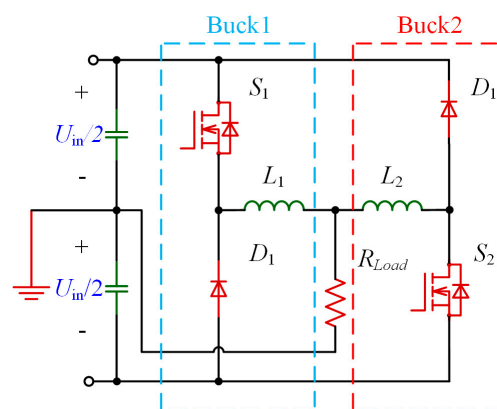 Buck1 Buck2
+
S1
D1
Uin/2
-
L1 L2
+
D1
RLoad
S2
Uin/2
-